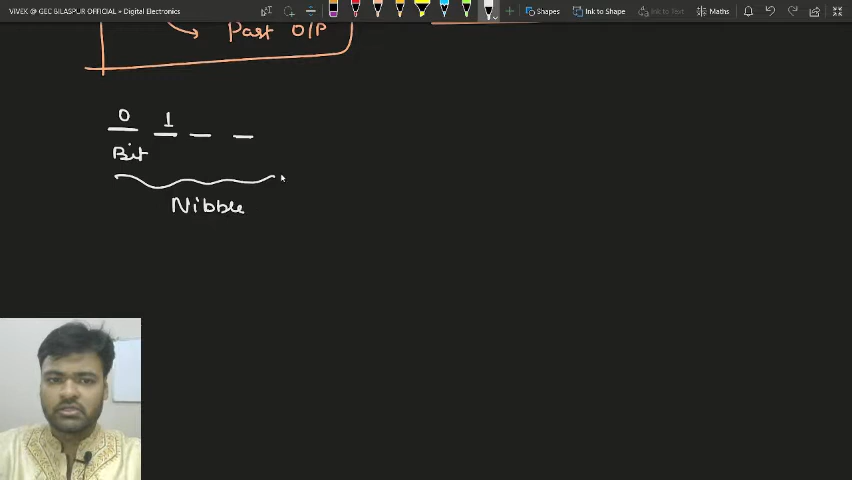 VIVEK @ GEC BILASPUR OFFICIAL » Digital Electronics
Shapes
Ink to Shape
Ink to Text
Maths
Past O/P
0 1
Bit
Nibble